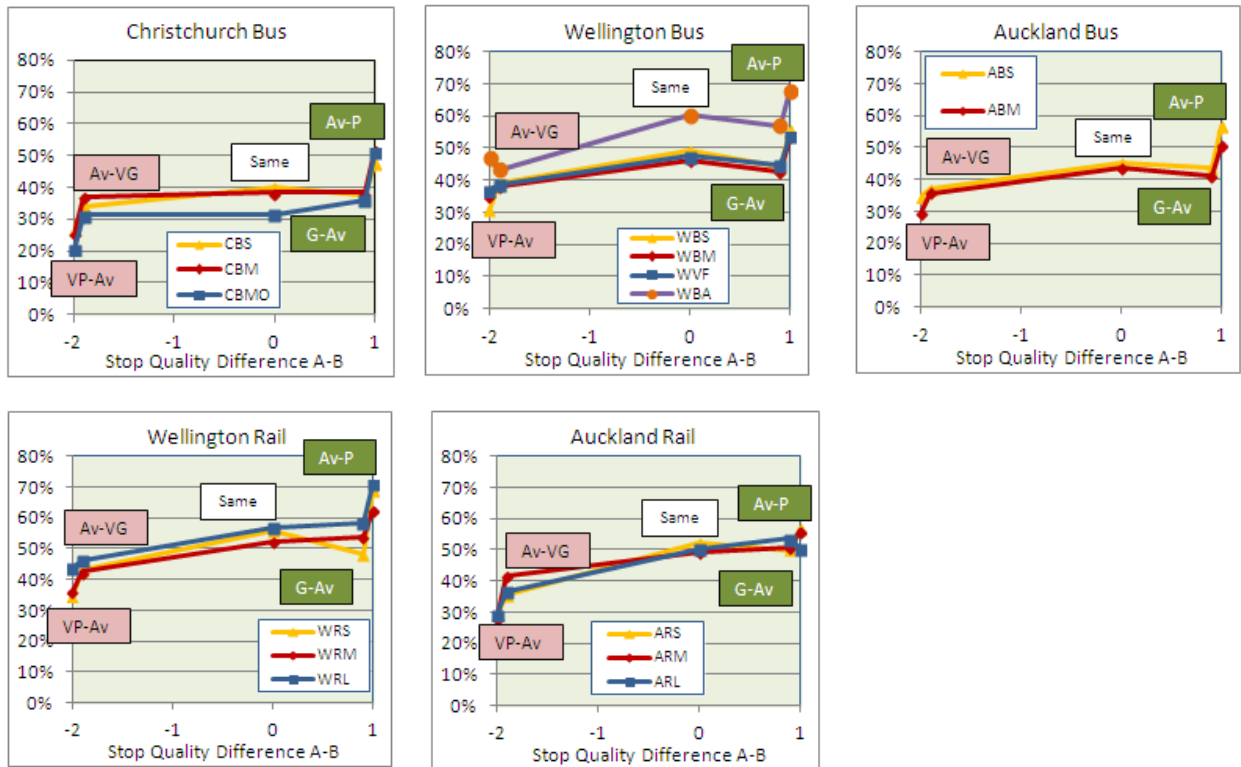 Christchurch Bus
80%
70%
60%
50%
40%
30%
20%
10%
0%
Av-P
Av-VG
Same
G-Av
VP-Av
CBS
CBM
CBMO
-2 -1 0 1
Stop Quality Difference A-B
Wellington Bus
80%
70%
60%
50%
40%
30%
20%
10%
0%
Av-P
Same
Av-VG
G-Av
VP-Av
WBS
WBM
WVF
WBA
-2 -1 0 1
Stop Quality Difference A-B
Auckland Bus
80%
70%
60%
50%
40%
30%
20%
10%
0%
ABS
ABM
Av-P
Av-VG
Same
G-Av
VP-Av
-2 -1 0 1
Stop Quality Difference A-B
Wellington Rail
80%
70%
60%
50%
40%
30%
20%
10%
0%
Av-P
Same
Av-VG
G-Av
VP-Av
WRS
WRM
WRL
-2 -1 0 1
Stop Quality Difference A-B
Auckland Rail
80%
70%
60%
50%
40%
30%
20%
10%
0%
Av-P
Same
Av-VG
G-Av
VP-Av
ARS
ARM
ARL
-2 -1 0 1
Stop Quality Difference A-B